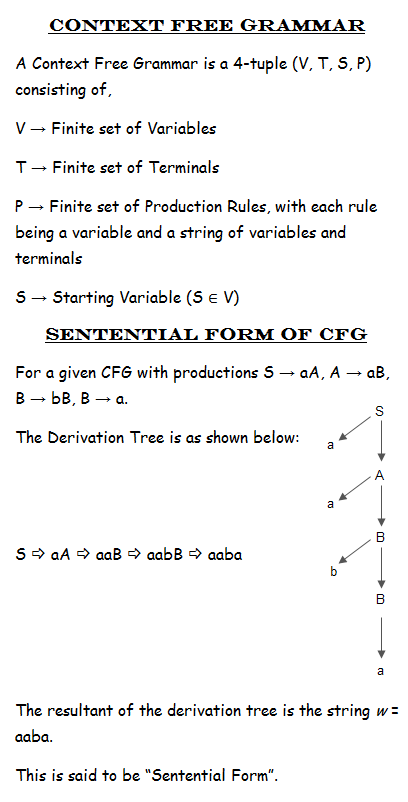 CONTEXT FREE GRAMMAR
A Context Free Grammar is a 4-tuple (V, T, S, P)
consisting of,
V → Finite set of Variables
T → Finite set of Terminals
P → Finite set of Production Rules, with each rule
being a variable and a string of variables and
terminals
S → Starting Variable (S ∈ V)
SENTENTIAL FORM OF CFG
For a given CFG with productions S → aA, A → aB,
B → bB, B → a.
The Derivation Tree is as shown below:
S
a
A
a
B
S ⇨ aA ⇨ aaB ⇨ aabB ⇨ aaba
b
B
a
The resultant of the derivation tree is the string w =
aaba.
This is said to be “Sentential Form”.